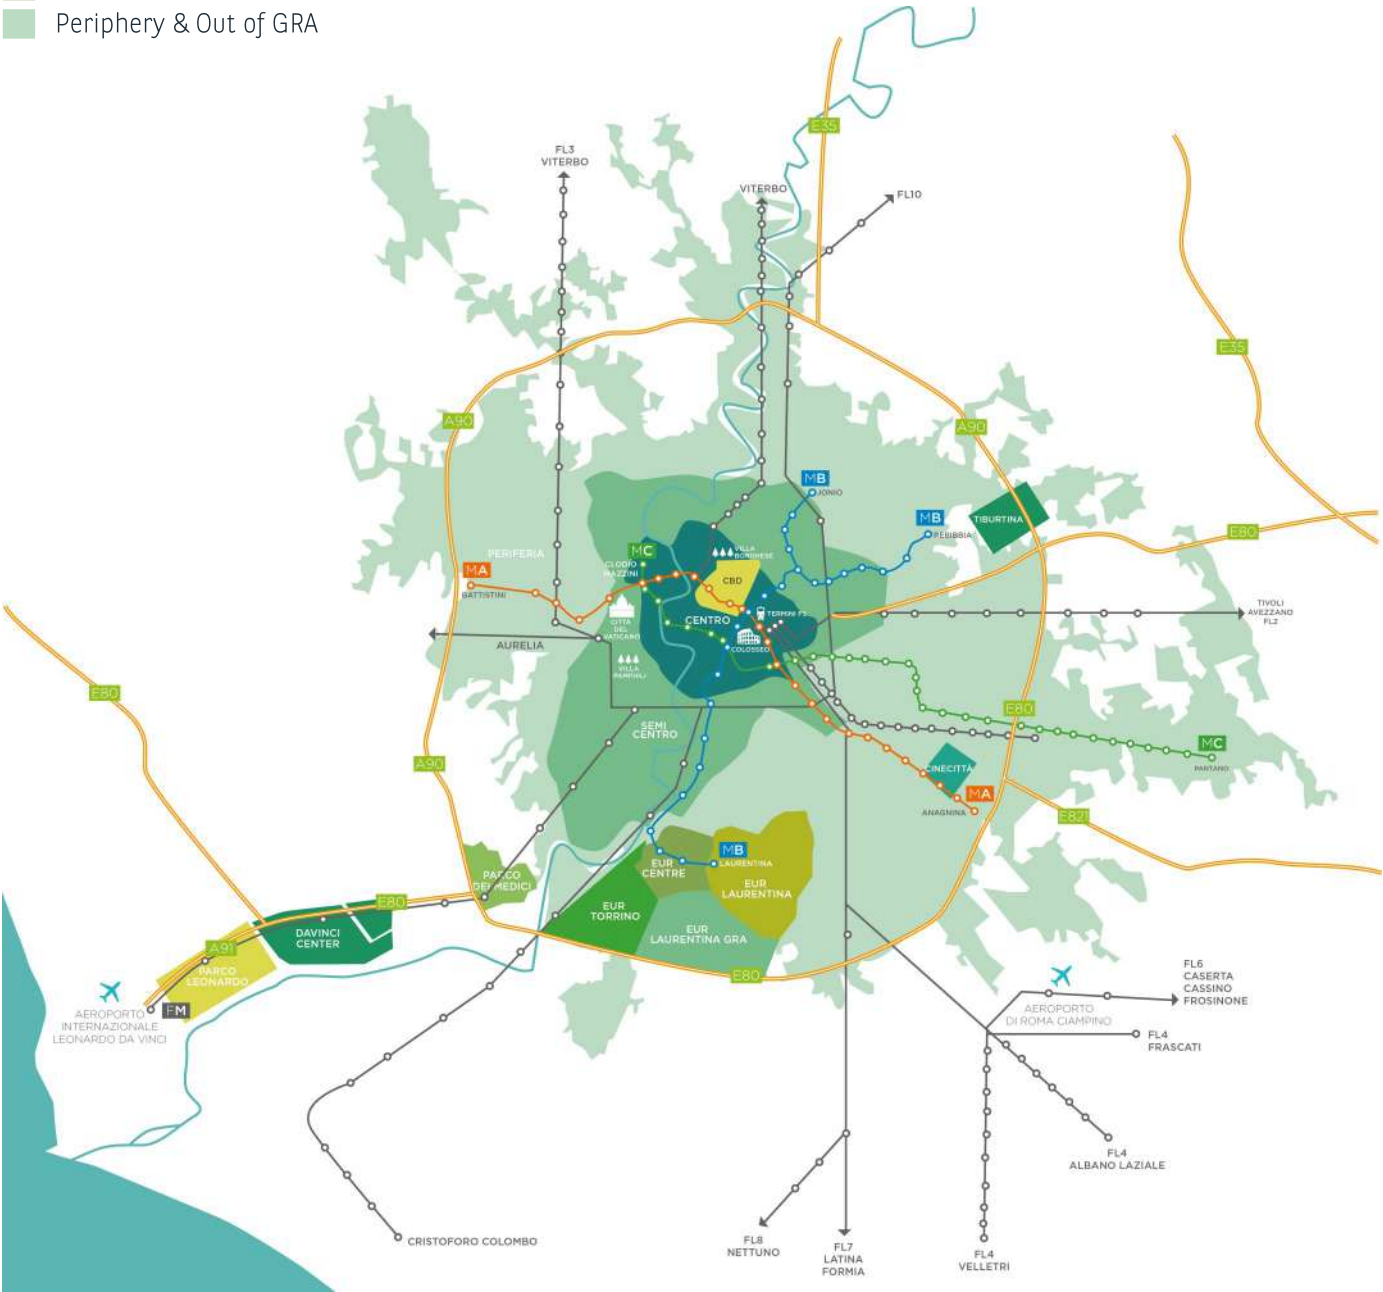 Periphery & Out of GRA
E35
FL3
VITERBO
VITERBO
FL10
E35
A90
A90
MB
JONIO
MB
REBIBBIA
TIBURTINA
E80
PERIFERIA
MC
CLODIO
MAZZINI
VILLA
BORGHESE
MA
BATTISTINI
CBD
CITTÀ
DEL
VATICANO
CENTRO
TERMINI FS
COLOSSEO
TIVOLI
AVEZZANO
FL2
AURELIA
VILLA
PAMPHILI
E80
E80
SEMI
CENTRO
MC
PANTANO
A90
CINECITTÀ
MA
ANAGNINA
E821
MB
LAURENTINA
EUR
CENTRE
EUR
LAURENTINA
PARCO
DEI MEDICI
E80
EUR
TORRINO
DAVINCI
CENTER
EUR
LAURENTINA GRA
A91
PARCO
LEONARDO
E80
FM
AEROPORTO
INTERNAZIONALE
LEONARDO DA VINCI
AEROPORTO
DI ROMA CIAMPINO
FL6
CASERTA
CASSINO
FROSINONE
FL4
FRASCATI
FL4
ALBANO LAZIALE
CRISTOFORO COLOMBO
FL8
NETTUNO
FL7
LATINA
FORMIA
FL4
VELLETRI